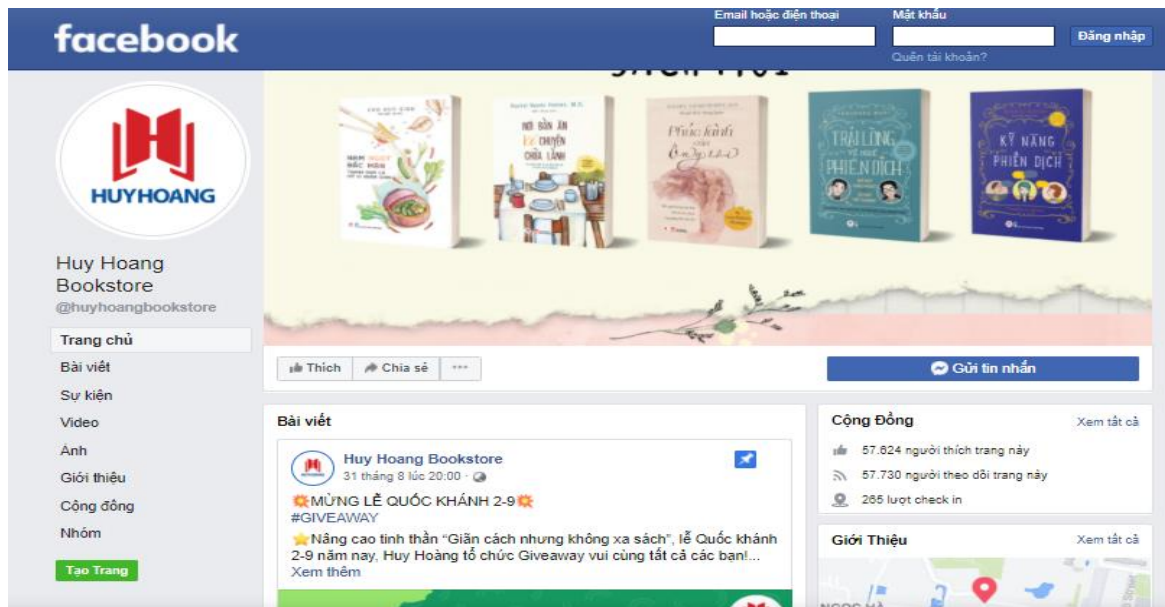 Email hoặc điện thoại
Mật khẩu
facebook
Đăng nhập
Quên tài khoản?
NƠI BÀN ĂN
Kể CHUYỆN
CHỮA LÀNH
TRẢI LÒNG
PHIÊN DỊCH
KỸ NĂNG
PHIÊN DỊCH
HUYHOANG
Huy Hoang
Bookstore
@huyhoangbookstore
Trang chủ
Bài viết
Sự kiện
Video
Ảnh
Giới thiệu
Cộng đồng
Nhóm
Tạo Trang
Thích
Chia sẻ
Gửi tin nhắn
Bài viết
Huy Hoang Bookstore
31 tháng 8 lúc 20:00
MỪNG LỄ QUỐC KHÁNH 2-9
#GIVEAWAY
Nâng cao tinh thần “Giãn cách nhưng không xa sách”, lễ Quốc khánh
2-9 năm nay, Huy Hoàng tổ chức Giveaway vui cùng tất cả các bạn!...
Xem thêm
Cộng Đồng
Xem tất cả
57.624 người thích trang này
57.730 người theo dõi trang này
265 lượt check in
Giới Thiệu
Xem tất cả